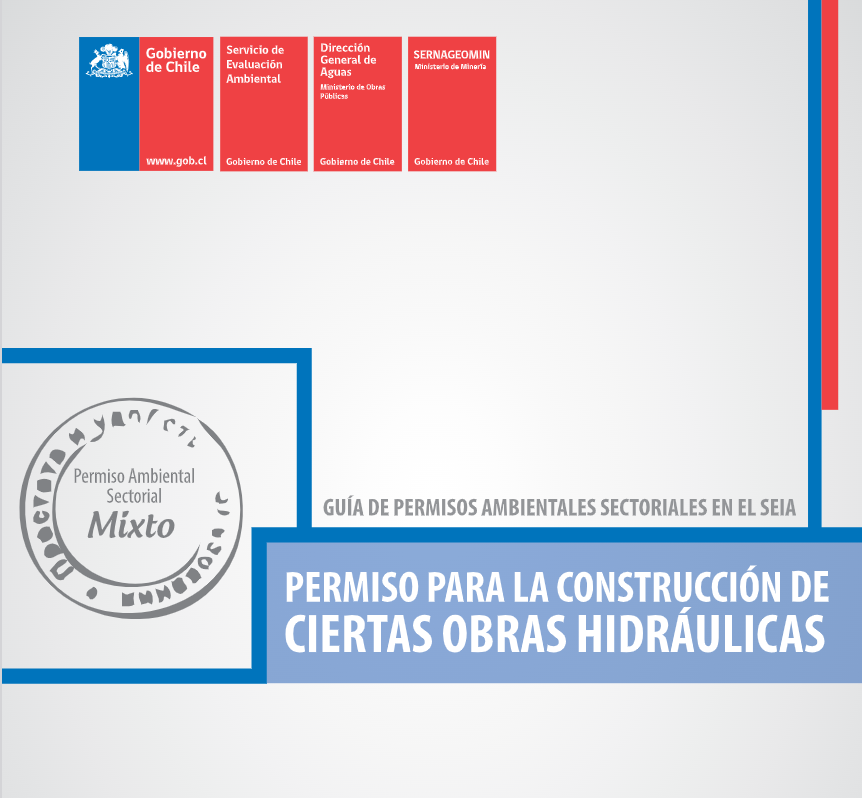 Gobierno
de Chile
www.gob.cl
Servicio de
Evaluación
Ambiental
Gobierno de Chile
Dirección
General de
Aguas
Ministerio de Obras
Públicas
Gobierno de Chile
SERNAGEOMIN
Ministerio de Minería
Gobierno de Chile
Permiso Ambiental
Sectorial
Mixto
GUÍA DE PERMISOS AMBIENTALES SECTORIALES EN EL SEIA
PERMISO PARA LA CONSTRUCCIÓN DE
CIERTAS OBRAS HIDRÁULICAS